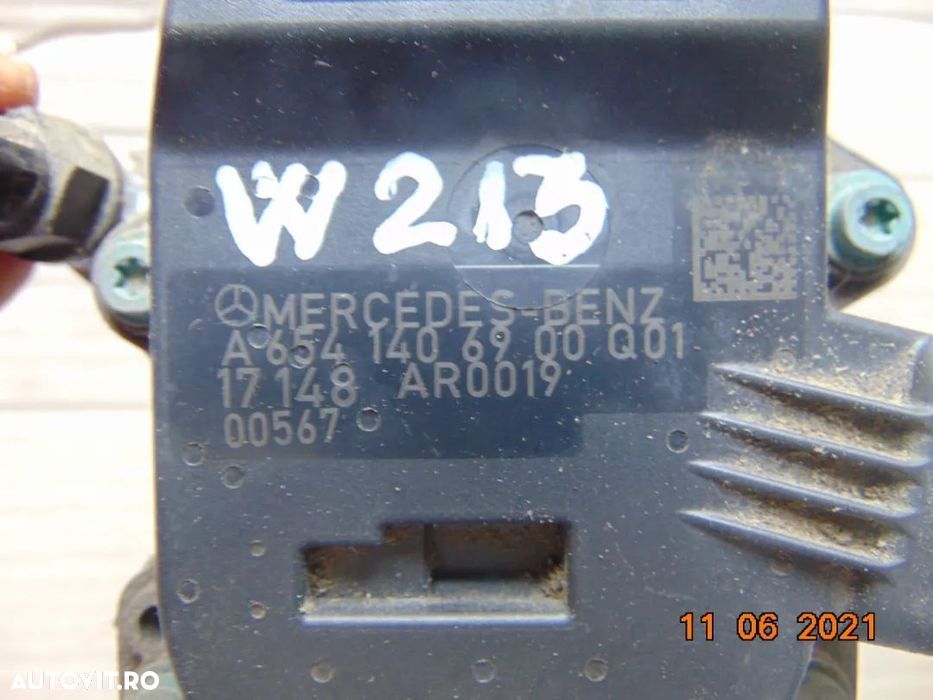 W213
MERCEDES-BENZ
A 654 140 69 00 Q01
17 148 AR0019
00567
11 06 2021
AUTOVIT.RO